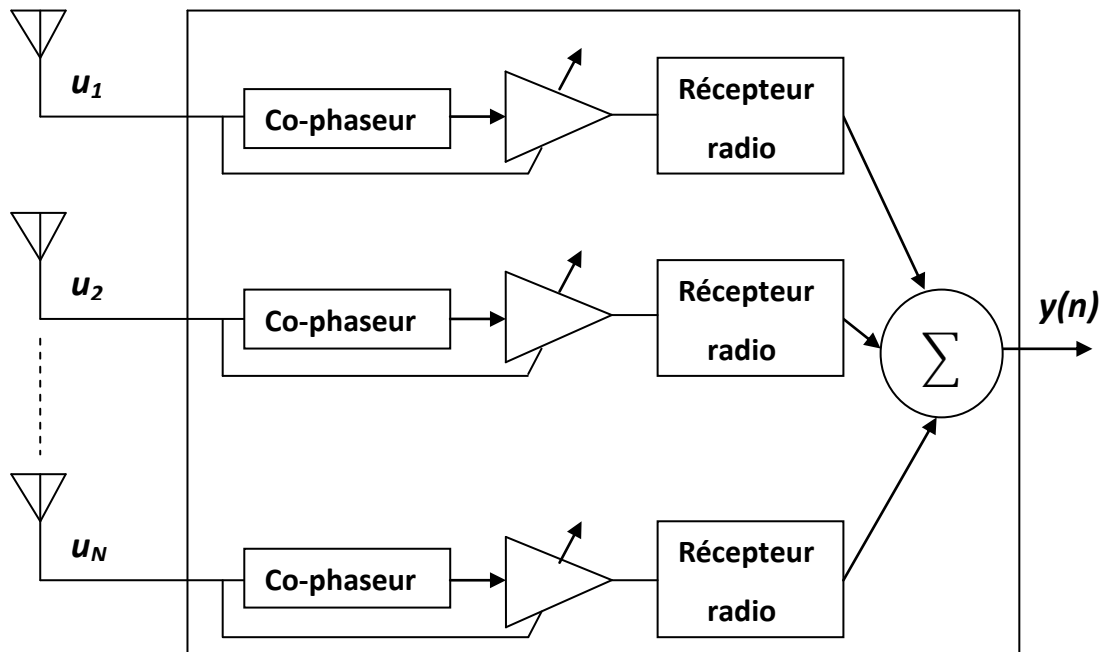 u1
Co-phaseur
Récepteur
radio
u2
Co-phaseur
Récepteur
radio
∑
y(n)
uN
Co-phaseur
Récepteur
radio